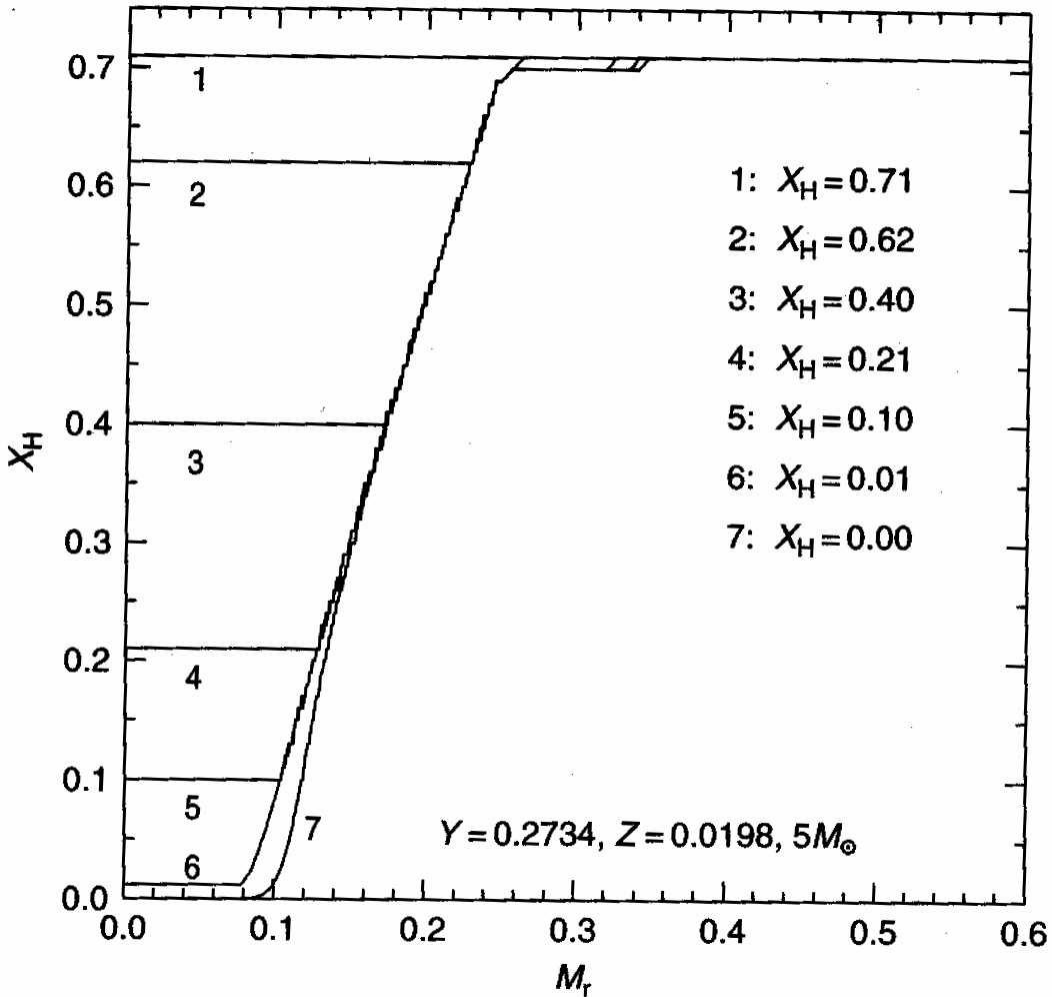 0.7
0.6
0.5
0.4
0.3
0.2
0.1
0.0
X_H
1
2
3
4
5
6
7
1: X_H = 0.71
2: X_H = 0.62
3: X_H = 0.40
4: X_H = 0.21
5: X_H = 0.10
6: X_H = 0.01
7: X_H = 0.00
Y = 0.2734, Z = 0.0198, 5M_⊙
0.0 0.1 0.2 0.3 0.4 0.5 0.6
M_r